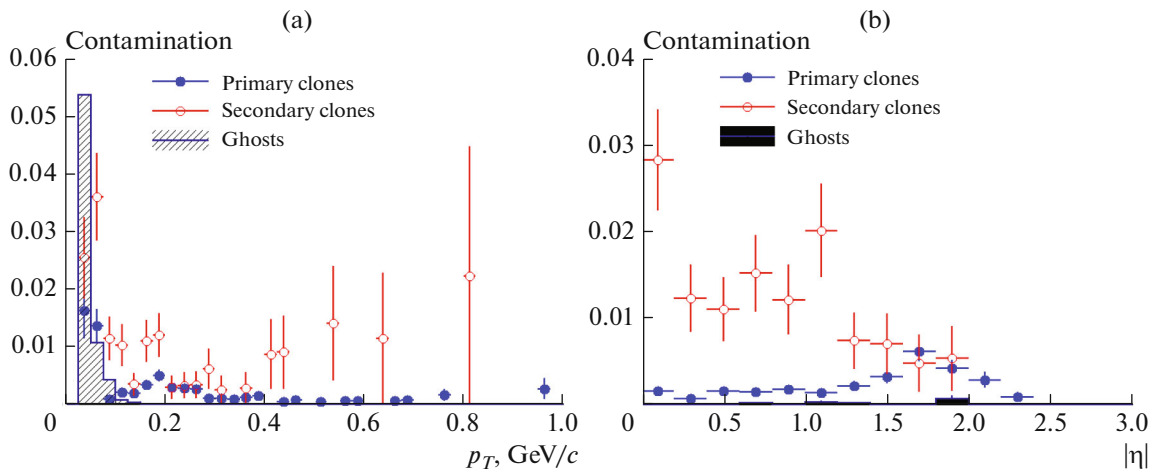 (a)
Contamination
0.06
0.05
0.04
0.03
0.02
0.01
Primary clones
Secondary clones
Ghosts
0 0.2 0.4 0.6 0.8 1.0
p_T, GeV/c
(b)
Contamination
0.04
0.03
0.02
0.01
Primary clones
Secondary clones
Ghosts
0 0.5 1.0 1.5 2.0 2.5 3.0
|η|